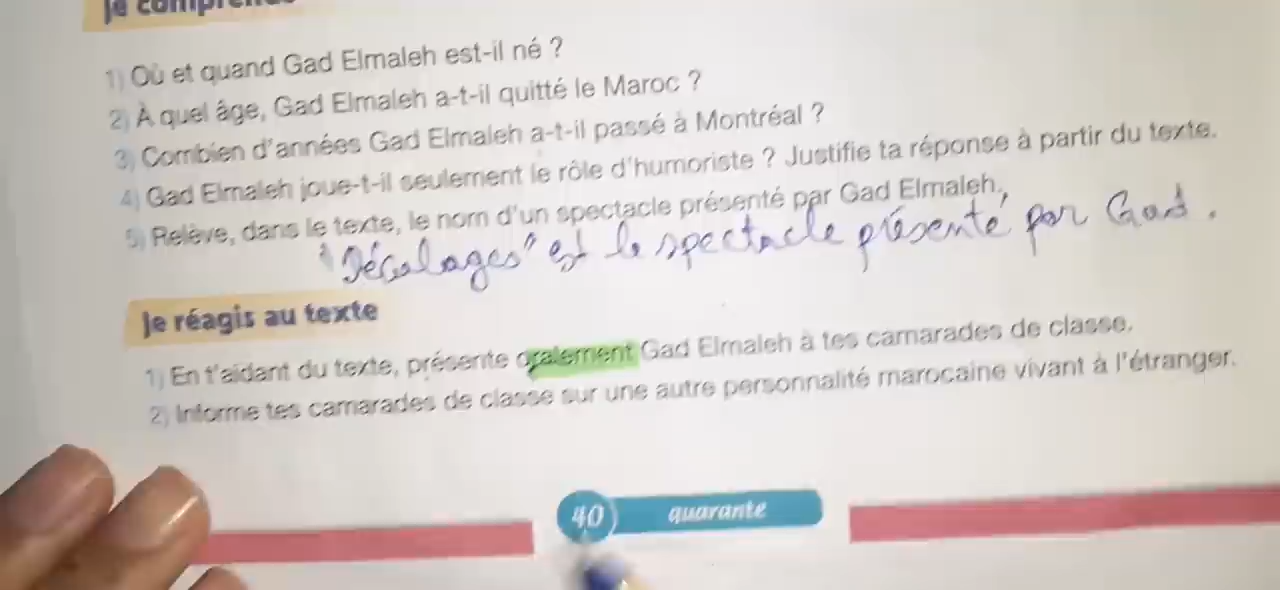 Je comprends
1) Où et quand Gad Elmaleh est-il né ?
2) À quel âge, Gad Elmaleh a-t-il quitté le Maroc ?
3) Combien d'années Gad Elmaleh a-t-il passé à Montréal ?
4) Gad Elmaleh joue-t-il seulement le rôle d'humoriste ? Justifie ta réponse à partir du texte.
5) Relève, dans le texte, le nom d'un spectacle présenté par Gad Elmaleh.
"Décalages" est le spectacle présenté par Gad.
Je réagis au texte
1) En t'aidant du texte, présente oralement Gad Elmaleh à tes camarades de classe.
2) Informe tes camarades de classe sur une autre personnalité marocaine vivant à l'étranger.
40 quarante